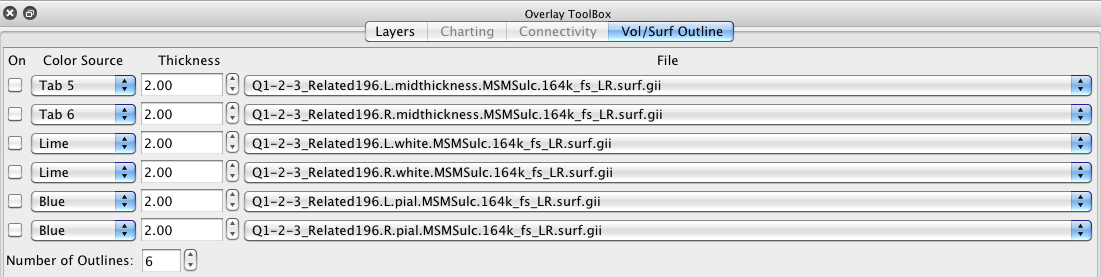 Overlay ToolBox
Layers Charting Connectivity Vol/Surf Outline
On Color Source Thickness File
Tab 5 2.00 Q1-2-3_Related196.L.midthickness.MSMSulc.164k_fs_LR.surf.gii
Tab 6 2.00 Q1-2-3_Related196.R.midthickness.MSMSulc.164k_fs_LR.surf.gii
Lime 2.00 Q1-2-3_Related196.L.white.MSMSulc.164k_fs_LR.surf.gii
Lime 2.00 Q1-2-3_Related196.R.white.MSMSulc.164k_fs_LR.surf.gii
Blue 2.00 Q1-2-3_Related196.L.pial.MSMSulc.164k_fs_LR.surf.gii
Blue 2.00 Q1-2-3_Related196.R.pial.MSMSulc.164k_fs_LR.surf.gii
Number of Outlines: 6